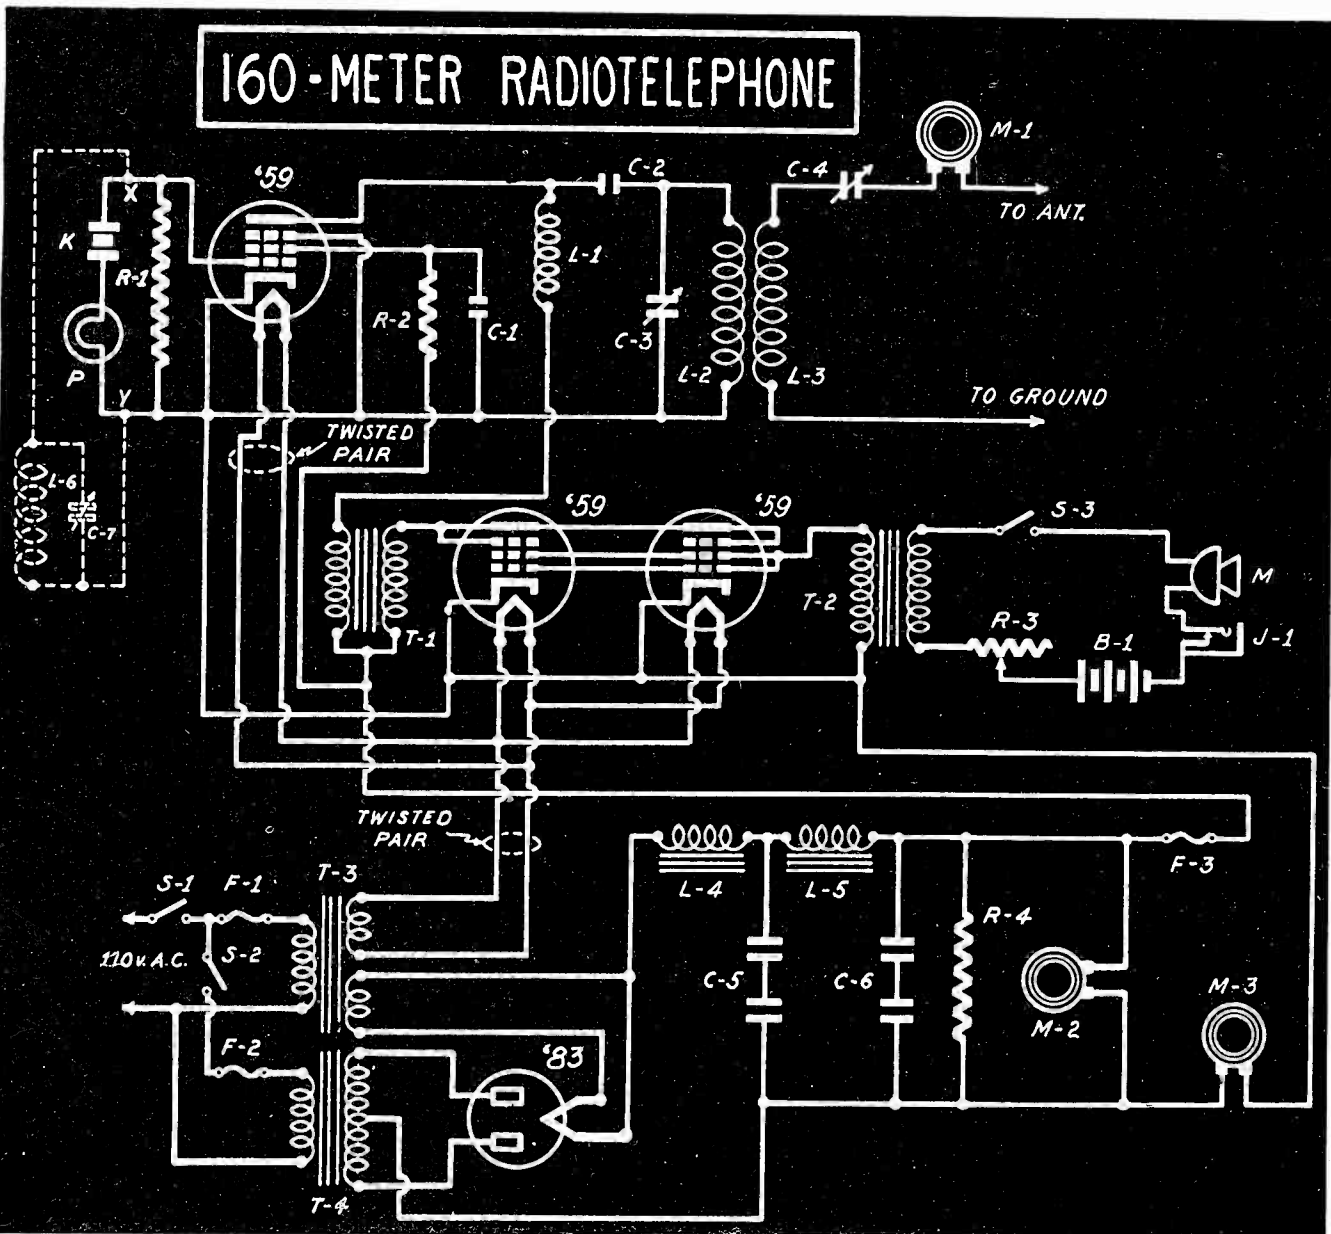 160-METER RADIOTELEPHONE
M-1
C-2
C-4
'59
X
TO ANT.
K
R-1
L-1
R-2
C-1
C-3
P
L-2
L-3
Y
TO GROUND
TWISTED
PAIR
L-6
C-7
'59
'59
S-3
M
T-2
T-1
R-3
B-1
J-1
TWISTED
PAIR
T-3
S-1
F-1
L-4
L-5
F-3
R-4
110 v. A.C.
S-2
C-5
C-6
M-2
M-3
F-2
'83
T-4